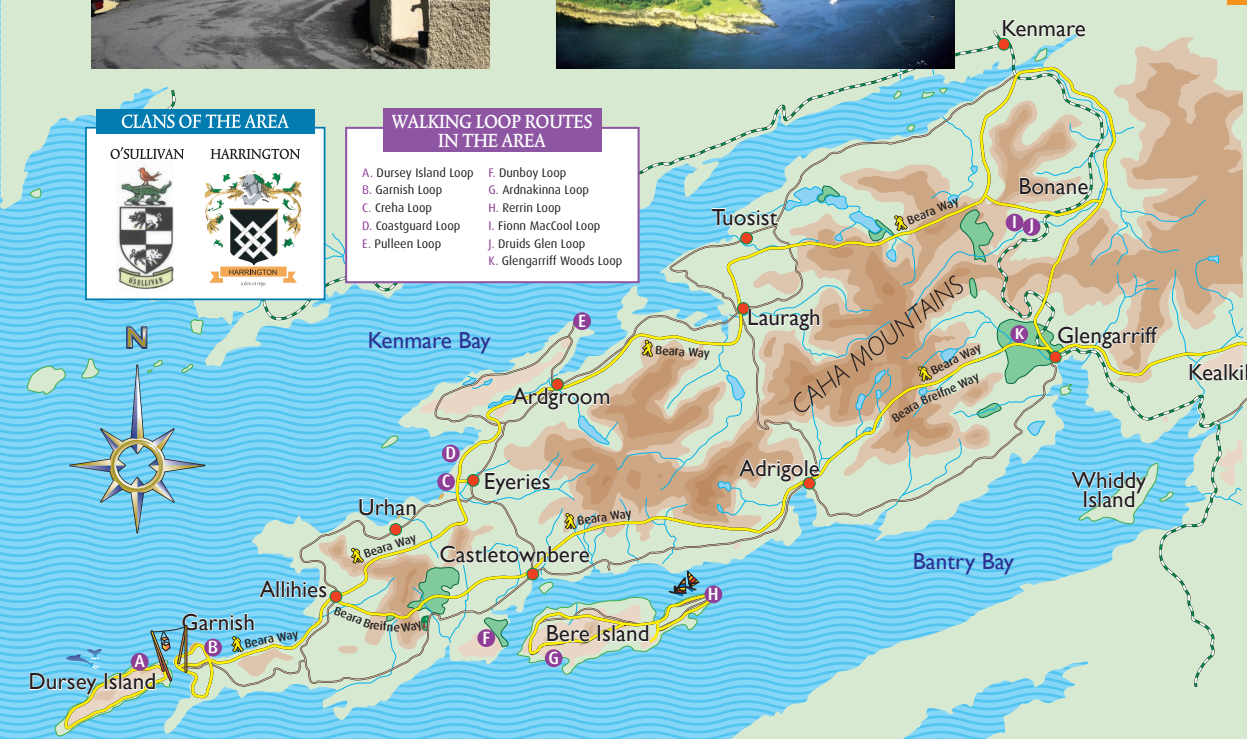 Kenmare
CLANS OF THE AREA
O'SULLIVAN HARRINGTON
O'SULLIVAN
HARRINGTON
WALKING LOOP ROUTES
IN THE AREA
A. Dursey Island Loop
B. Garnish Loop
C. Creha Loop
D. Coastguard Loop
E. Pulleen Loop
F. Dunboy Loop
G. Ardnakinna Loop
H. Rerrin Loop
I. Fionn MacCool Loop
J. Druids Glen Loop
K. Glengarriff Woods Loop
Bonane
Tuosist
Beara Way
I J
N
Kenmare Bay
E
Lauragh
CAHA MOUNTAINS
K
Glengarriff
Beara Way
Beara Way
Kealkil
Beara Breifne Way
Ardgroom
D
C
Eyeries
Adrigole
Whiddy
Island
Urhan
Beara Way
Beara Way
Castletownbere
Bantry Bay
Allihies
H
Beara Breifne Way
Garnish
Beara Way
B
F
Bere Island
G
A
Dursey Island